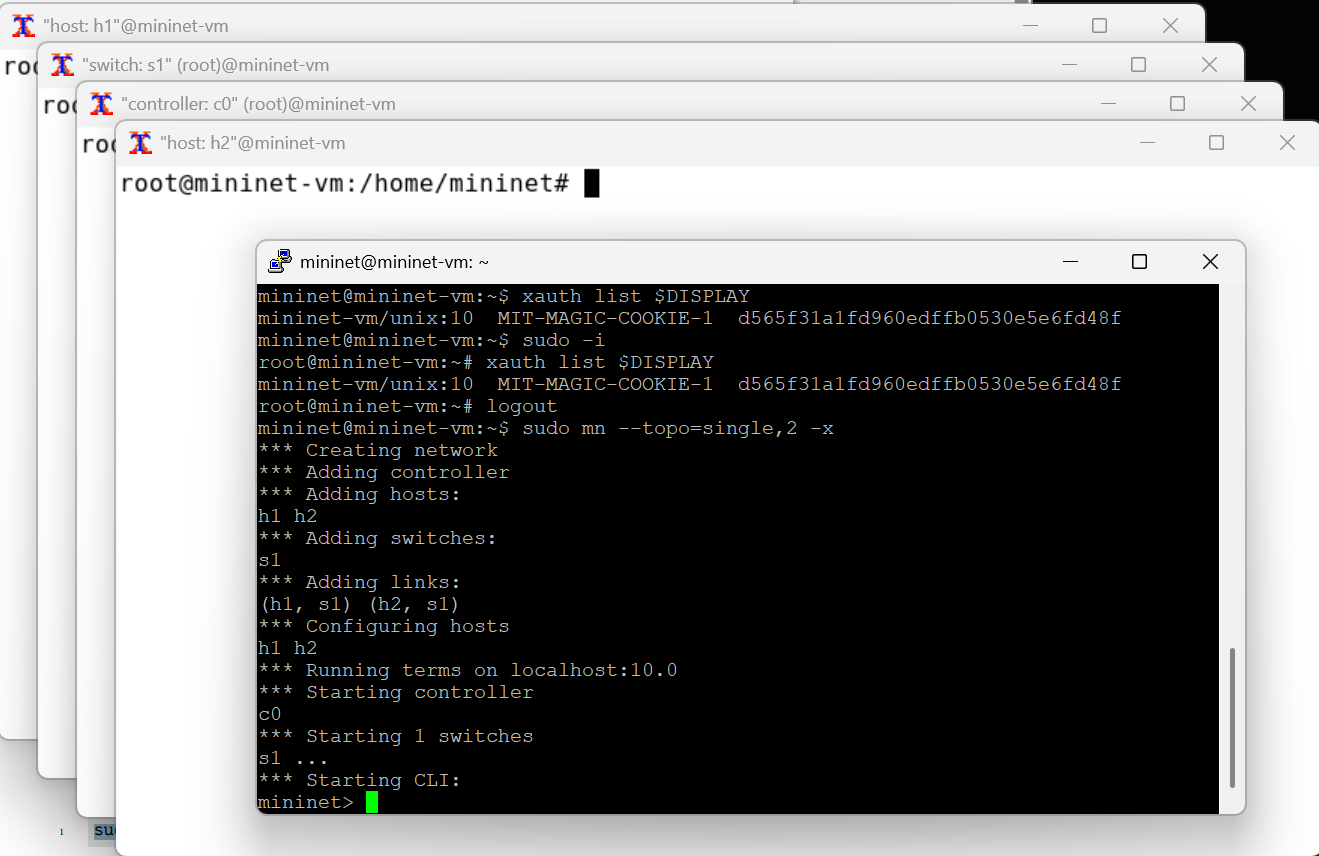 "host: h1"@mininet-vm
"switch: s1" (root)@mininet-vm
"controller: c0" (root)@mininet-vm
"host: h2"@mininet-vm
root@mininet-vm:/home/mininet#
mininet@mininet-vm: ~
mininet@mininet-vm:~$ xauth list $DISPLAY
mininet-vm/unix:10  MIT-MAGIC-COOKIE-1  d565f31a1fd960edffb0530e5e6fd48f
mininet@mininet-vm:~$ sudo -i
root@mininet-vm:~# xauth list $DISPLAY
mininet-vm/unix:10  MIT-MAGIC-COOKIE-1  d565f31a1fd960edffb0530e5e6fd48f
root@mininet-vm:~# logout
mininet@mininet-vm:~$ sudo mn --topo=single,2 -x
*** Creating network
*** Adding controller
*** Adding hosts:
h1 h2
*** Adding switches:
s1
*** Adding links:
(h1, s1) (h2, s1)
*** Configuring hosts
h1 h2
*** Running terms on localhost:10.0
*** Starting controller
c0
*** Starting 1 switches
s1 ...
*** Starting CLI:
mininet>
1